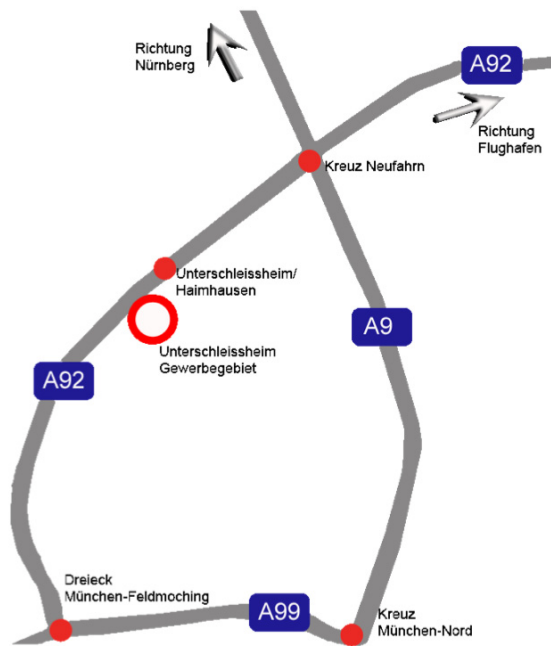 Richtung
Nürnberg
A92
Richtung
Flughafen
Kreuz Neufahrn
Unterschleissheim/
Haimhausen
A9
Unterschleissheim
Gewerbegebiet
A92
Dreieck
München-Feldmoching
A99
Kreuz
München-Nord